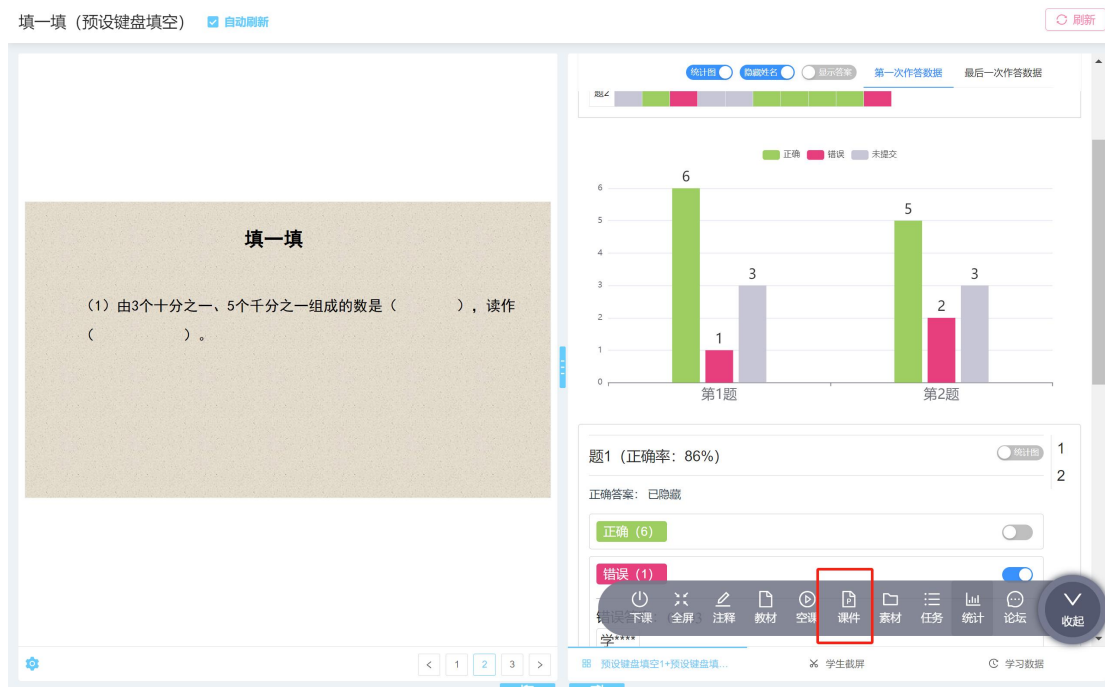 填一填（预设键盘填空） 自动刷新 刷新
统计图 隐藏姓名 显示答案 第一次作答数据 最后一次作答数据
题2
正确 错误 未提交
6
5
4
3
2
1
0
6 1 3
5 2 3
第1题 第2题
填一填
（1）由3个十分之一、5个千分之一组成的数是（ ），读作
（ ）。
题1（正确率：86%） 统计图
1
2
正确答案： 已隐藏
正确（6）
错误（1）
下课 全屏 注释 教材 空课 课件 素材 任务 统计 论坛 收起
学****
< 1 2 3 >
预设键盘填空1+预设键盘填... 学生截屏 学习数据